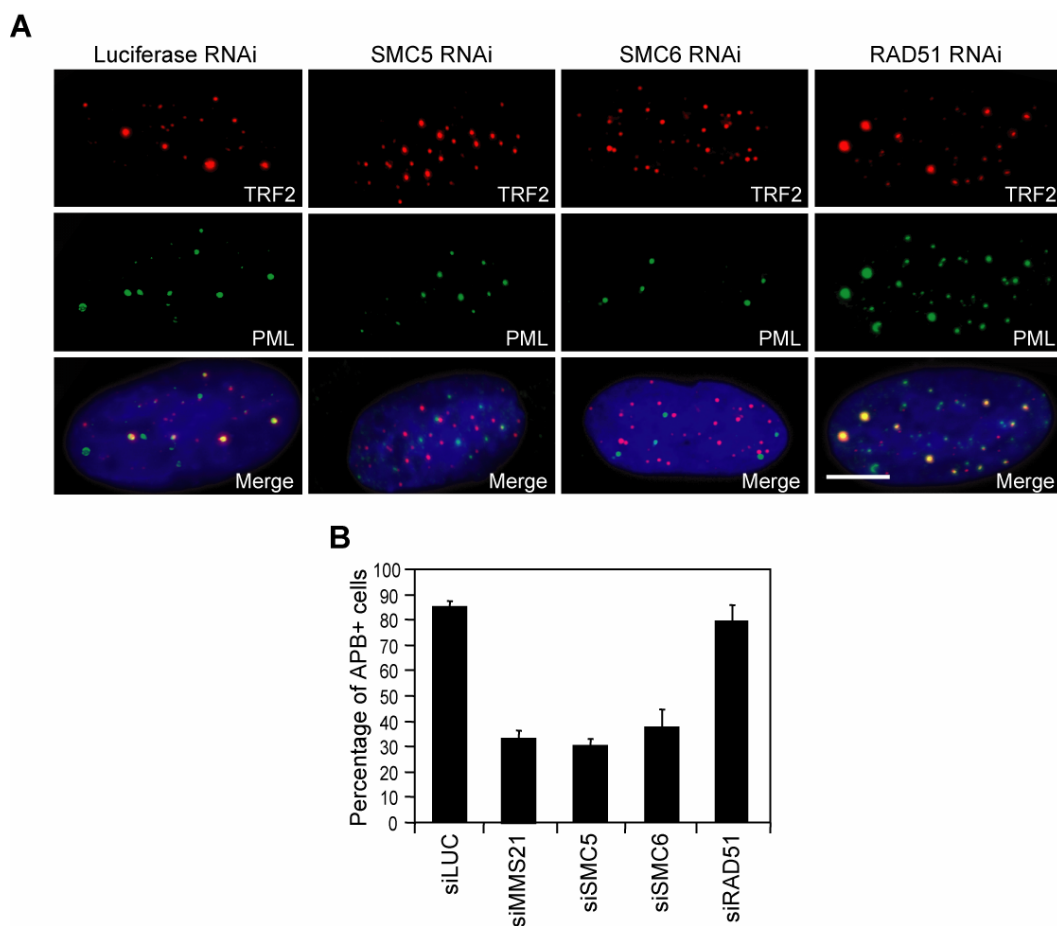 A
Luciferase RNAi SMC5 RNAi SMC6 RNAi RAD51 RNAi
TRF2 TRF2 TRF2 TRF2
PML PML PML PML
Merge Merge Merge Merge
B
Percentage of APB+ cells
100
90
80
70
60
50
40
30
20
10
0
siLUC
siMMS21
siSMC5
siSMC6
siRAD51